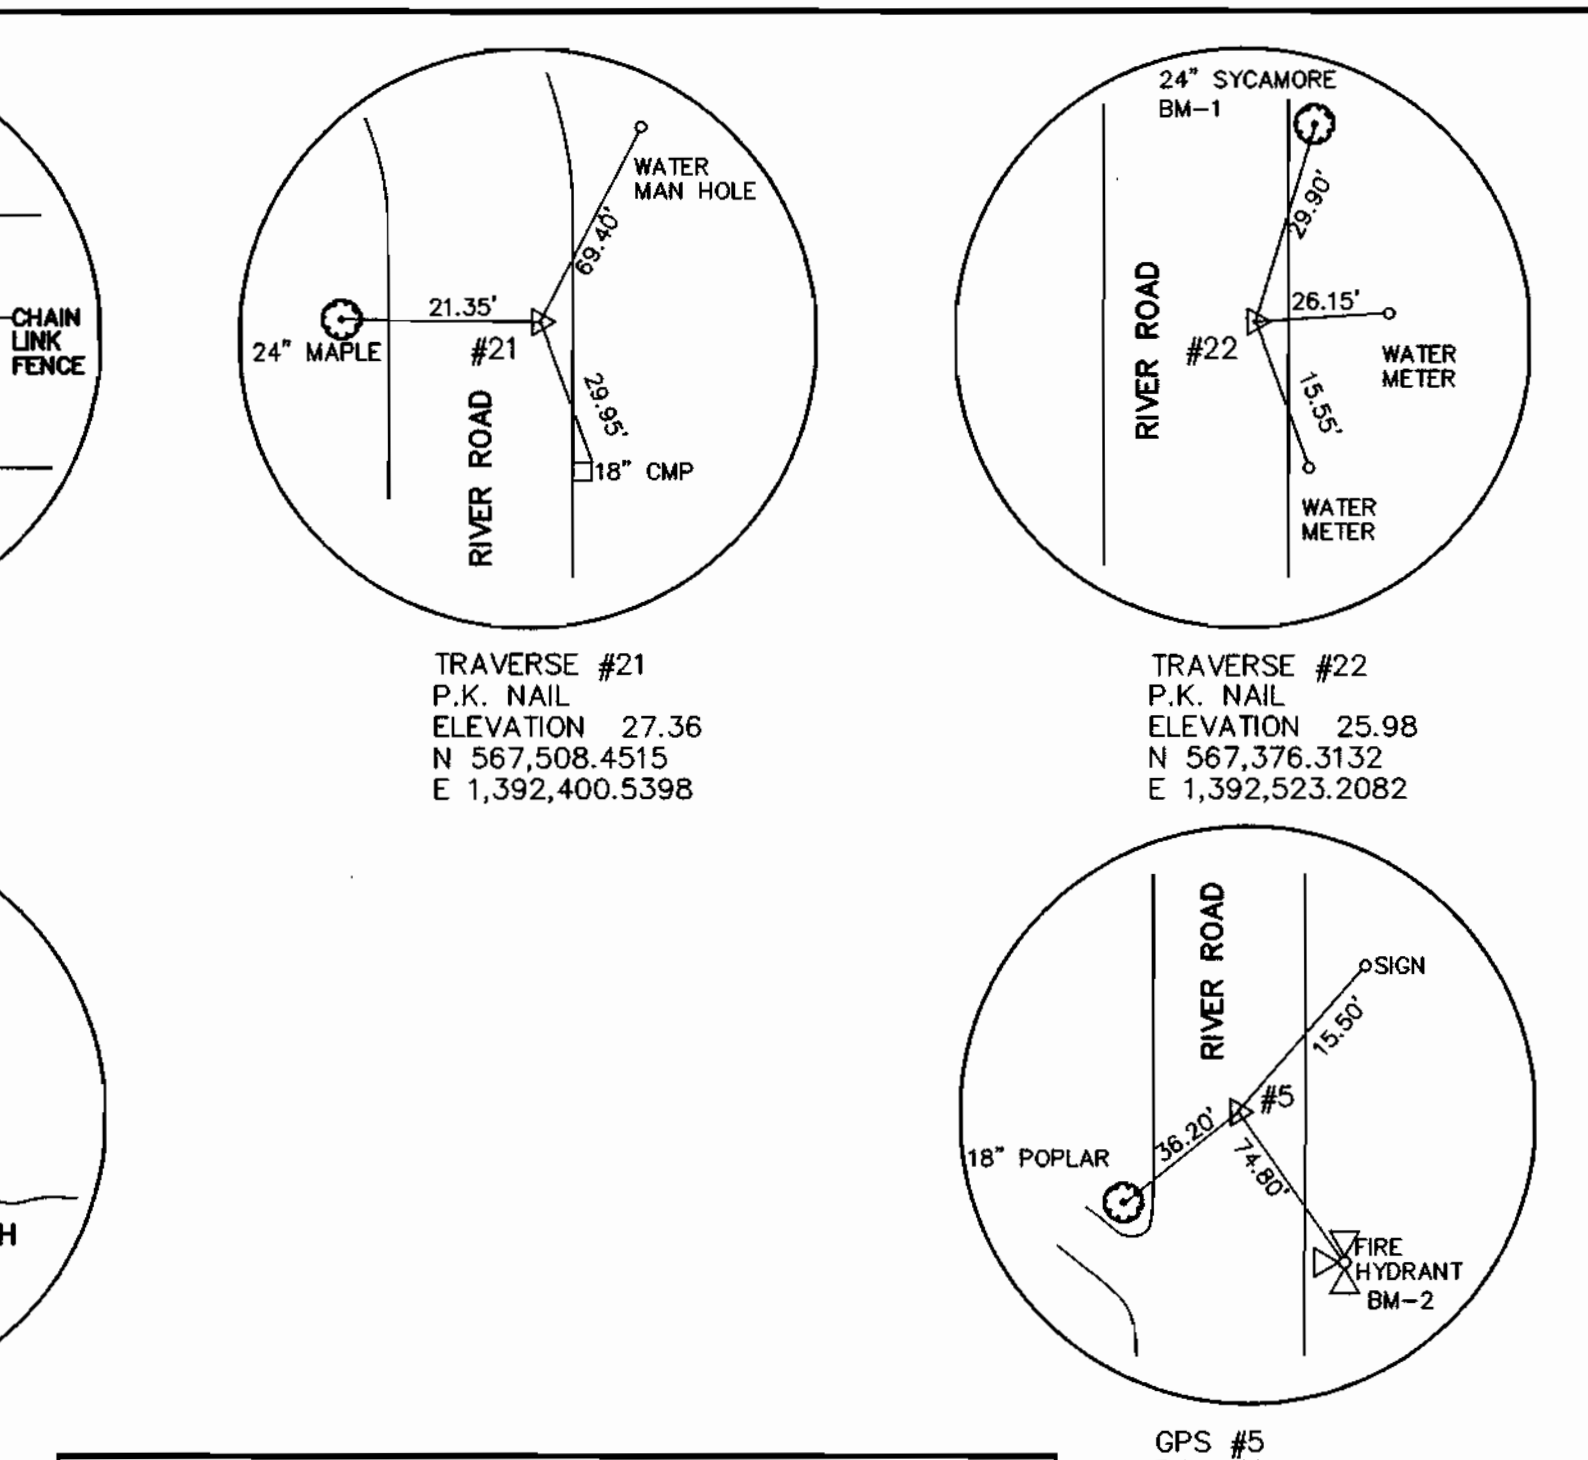 CHAIN
LINK
FENCE
WATER
MAN HOLE
69.40'
21.35'
24" MAPLE
#21
29.95'
RIVER ROAD
18" CMP
TRAVERSE #21
P.K. NAIL
ELEVATION 27.36
N 567,508.4515
E 1,392,400.5398
24" SYCAMORE
BM-1
29.90'
RIVER ROAD
26.15'
#22
WATER
METER
15.55'
WATER
METER
TRAVERSE #22
P.K. NAIL
ELEVATION 25.98
N 567,376.3132
E 1,392,523.2082
H
RIVER ROAD
SIGN
15.50'
#5
36.20'
18" POPLAR
74.80'
FIRE
HYDRANT
BM-2
GPS #5